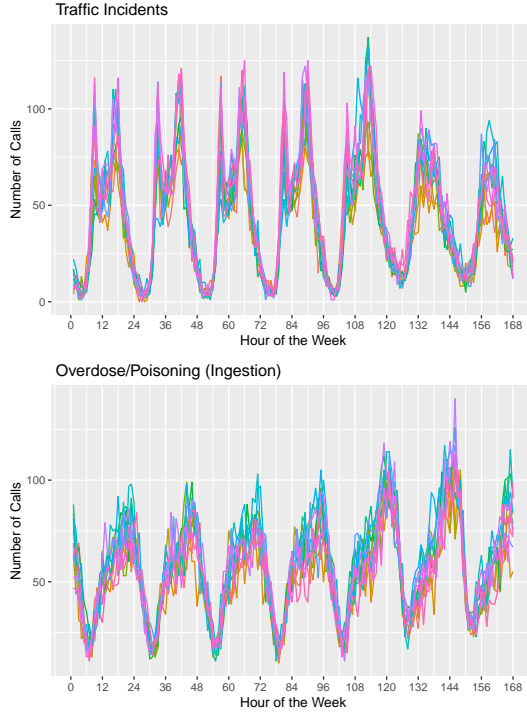 Traffic Incidents
Number of Calls
100
50
0
0 12 24 36 48 60 72 84 96 108 120 132 144 156 168
Hour of the Week
Overdose/Poisoning (Ingestion)
Number of Calls
100
50
0 12 24 36 48 60 72 84 96 108 120 132 144 156 168
Hour of the Week